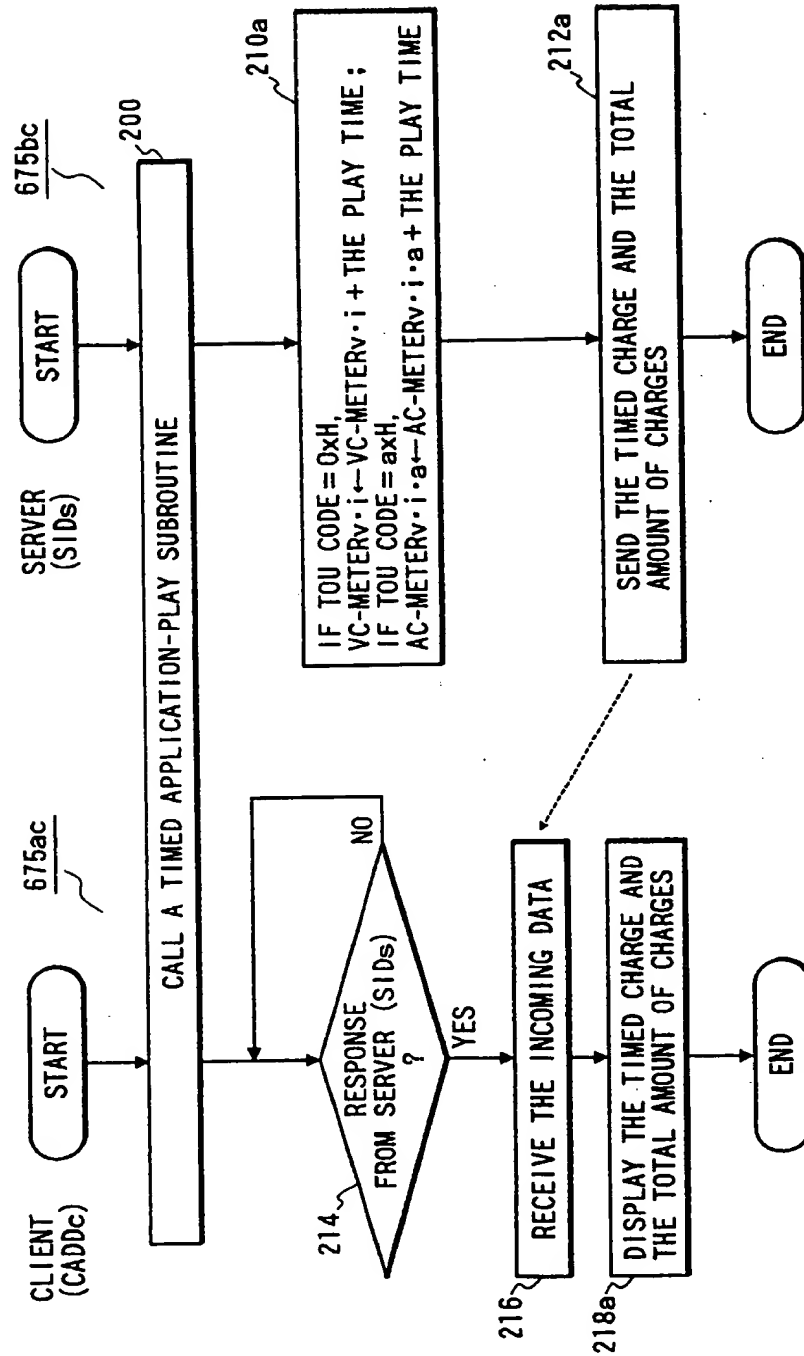 CLIENT
(CADDc)
675ac
START
SERVER
(SIDs)
675bc
START
200
CALL A TIMED APPLICATION-PLAY SUBROUTINE
214
RESPONSE
FROM SERVER (SIDs)
?
NO
YES
210a
IF TOU CODE=0xH,
VC-METERv·i←VC-METERv·i+THE PLAY TIME;
IF TOU CODE=axH,
AC-METERv·i·a←AC-METERv·i·a+THE PLAY TIME
212a
SEND THE TIMED CHARGE AND THE TOTAL
AMOUNT OF CHARGES
216
RECEIVE THE INCOMING DATA
218a
DISPLAY THE TIMED CHARGE AND
THE TOTAL AMOUNT OF CHARGES
END
END